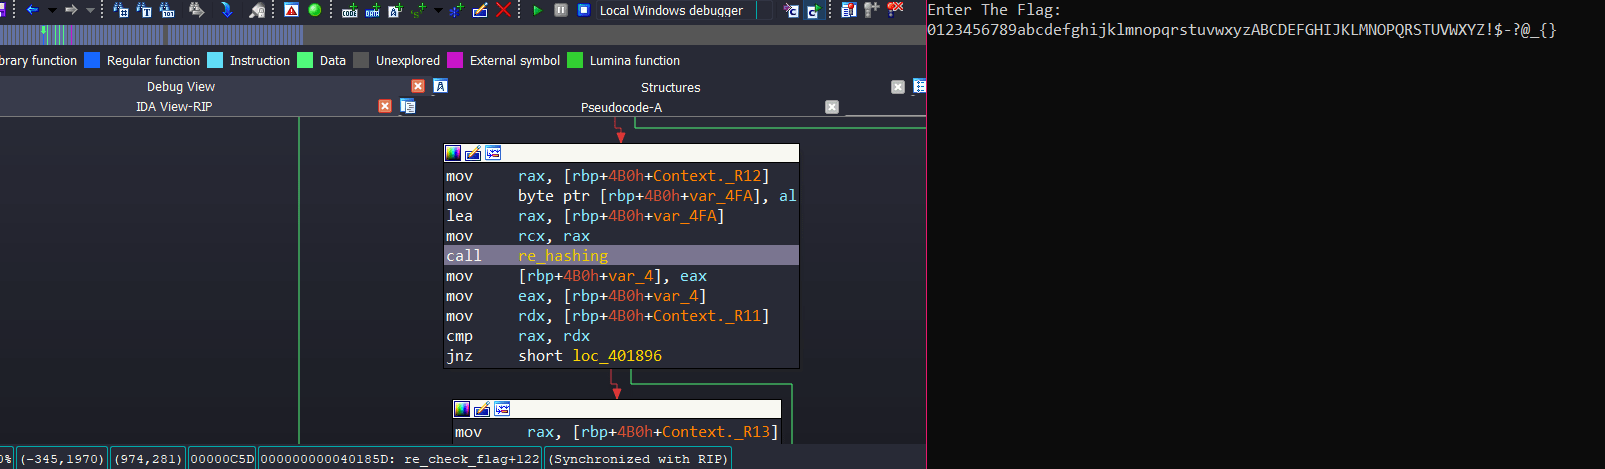 Local Windows debugger
brary function
Regular function
Instruction
Data
Unexplored
External symbol
Lumina function
Debug View
Structures
IDA View-RIP
Pseudocode-A
mov rax, [rbp+4B0h+Context._R12]
mov byte ptr [rbp+4B0h+var_4FA], al
lea rax, [rbp+4B0h+var_4FA]
mov rcx, rax
call re_hashing
mov [rbp+4B0h+var_4], eax
mov eax, [rbp+4B0h+var_4]
mov rdx, [rbp+4B0h+Context._R11]
cmp rax, rdx
jnz short loc_401896
mov rax, [rbp+4B0h+Context._R13]
0% (-345,1970) (974,281) 00000C5D 000000000040185D: re_check_flag+122 (Synchronized with RIP)
Enter The Flag:
0123456789abcdefghijklmnopqrstuvwxyzABCDEFGHIJKLMNOPQRSTUVWXYZ!$-?@_{}